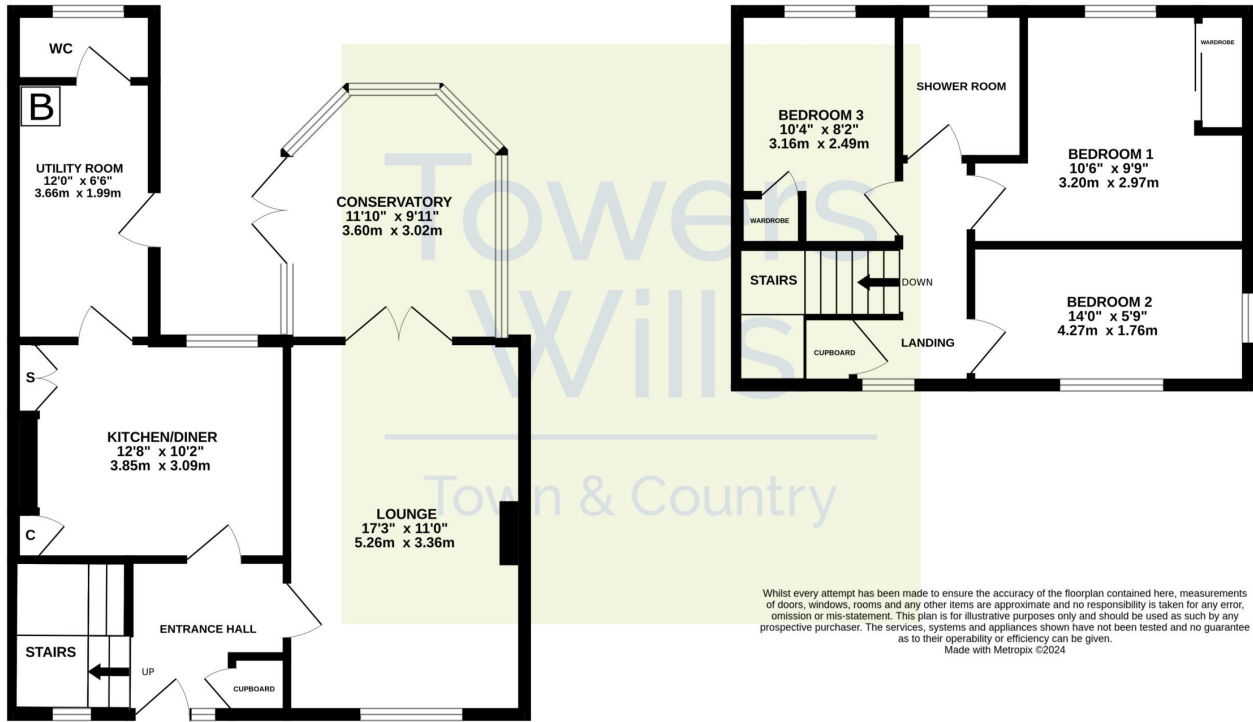 WC
B
UTILITY ROOM
12'0" x 6'6"
3.66m x 1.99m
CONSERVATORY
11'10" x 9'11"
3.60m x 3.02m
S
KITCHEN/DINER
12'8" x 10'2"
3.85m x 3.09m
C
LOUNGE
17'3" x 11'0"
5.26m x 3.36m
ENTRANCE HALL
STAIRS
UP
CUPBOARD
BEDROOM 3
10'4" x 8'2"
3.16m x 2.49m
WARDROBE
SHOWER ROOM
WARDROBE
BEDROOM 1
10'6" x 9'9"
3.20m x 2.97m
STAIRS
DOWN
CUPBOARD
LANDING
BEDROOM 2
14'0" x 5'9"
4.27m x 1.76m
Towers
Wills
Town & Country
Whilst every attempt has been made to ensure the accuracy of the floorplan contained here, measurements
of doors, windows, rooms and any other items are approximate and no responsibility is taken for any error,
omission or mis-statement. This plan is for illustrative purposes only and should be used as such by any
prospective purchaser. The services, systems and appliances shown have not been tested and no guarantee
as to their operability or efficiency can be given.
Made with Metropix ©2024